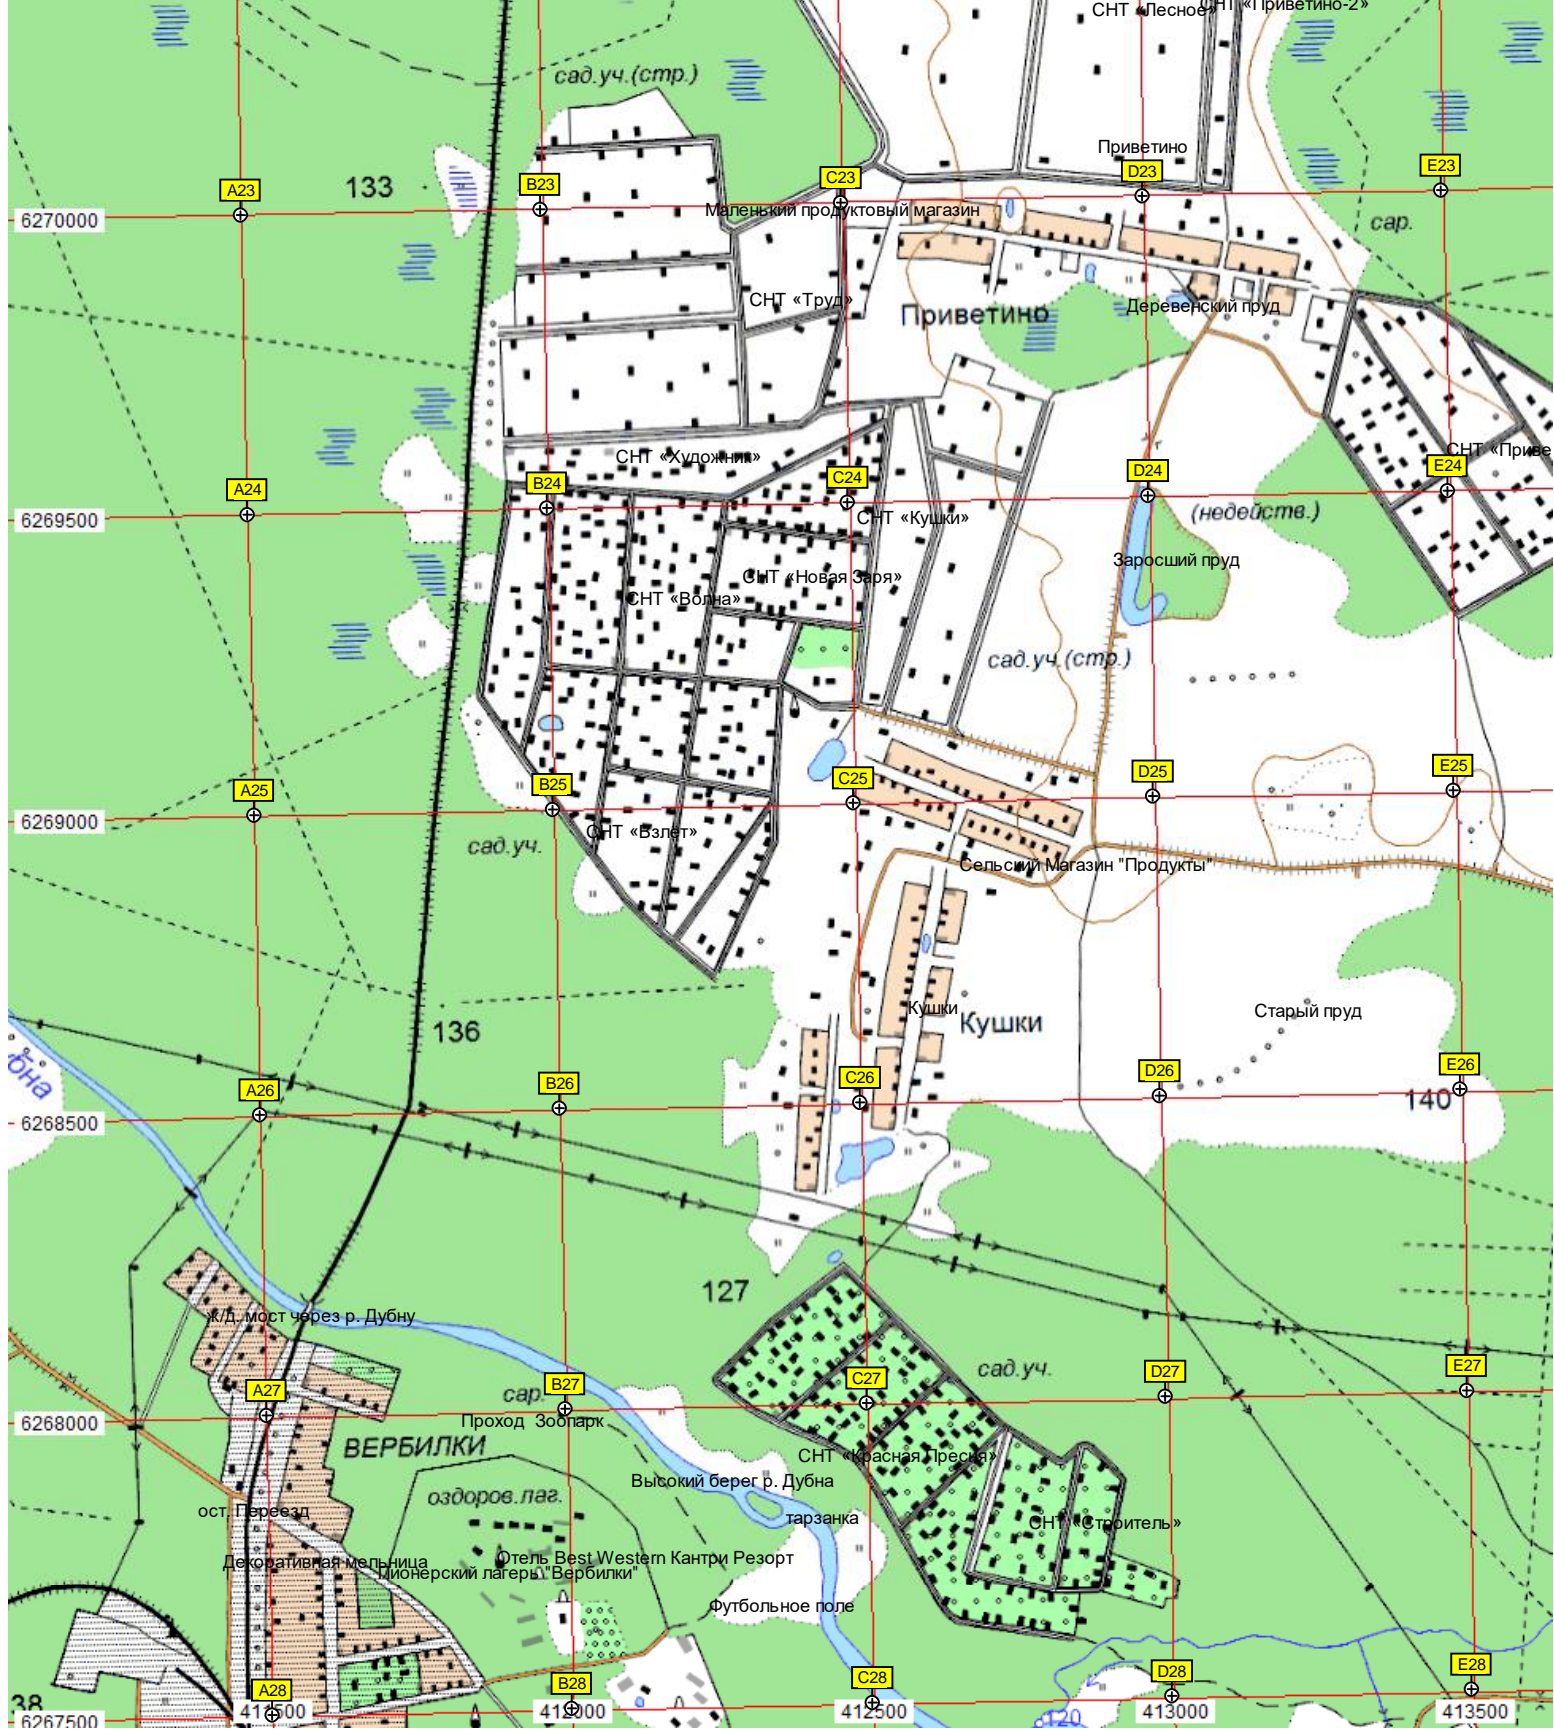 СНТ «Лесное»
СНТ «Приветино-2»
сад.уч.(стр.)
133
Приветино
A23
B23
C23
D23
E23
6270000
Маленький продуктовый магазин
сар.
СНТ «Труд»
Приветино
Деревенский пруд
СНТ «Художник»
СНТ «Приве
A24
B24
C24
D24
E24
6269500
СНТ «Кушки»
(недейств.)
Заросший пруд
СНТ «Новая Заря»
СНТ «Волна»
сад.уч.(стр.)
A25
B25
C25
D25
E25
6269000
СНТ «Взлёт»
сад.уч.
Сельский Магазин "Продукты"
136
Кушки
Кушки
Старый пруд
бна
A26
B26
C26
D26
E26
140
6268500
127
ж/д. мост через р. Дубну
сад.уч.
A27
B27
C27
D27
E27
сар.
6268000
Проход Зоопарк
ВЕРБИЛКИ
СНТ «Красная Пресня»
Высокий берег р. Дубна
оздоров.лаг.
ост. Переезд
тарзанка
СНТ «Строитель»
Декоративная мельница
Отель Best Western Кантри Резорт
Пионерский лагерь "Вербилки"
Футбольное поле
A28
B28
C28
D28
E28
38
411500
412000
412500
413000
413500
120
6267500